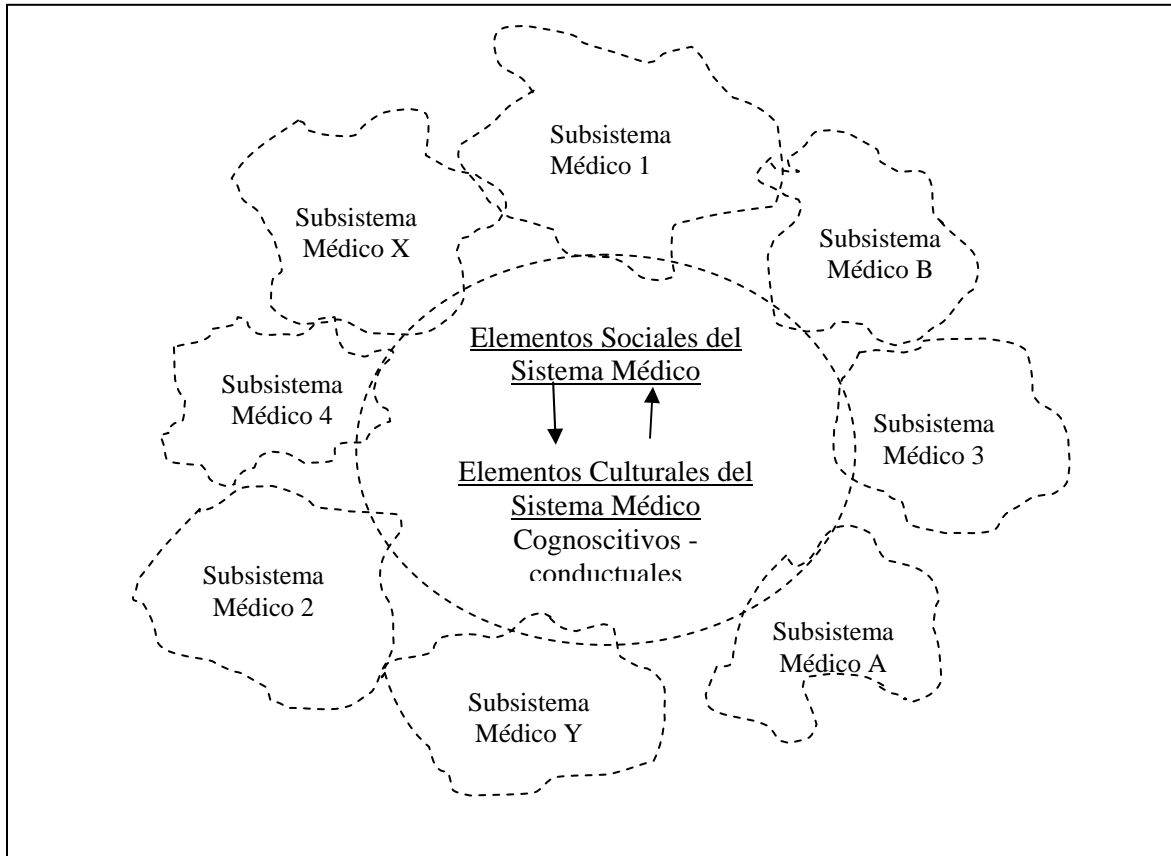 Subsistema
Médico 1
Subsistema
Médico X
Subsistema
Médico B
Elementos Sociales del
Sistema Médico
Subsistema
Médico 4
Subsistema
Médico 3
Elementos Culturales del
Sistema Médico
Cognoscitivos -
conductuales
Subsistema
Médico 2
Subsistema
Médico A
Subsistema
Médico Y